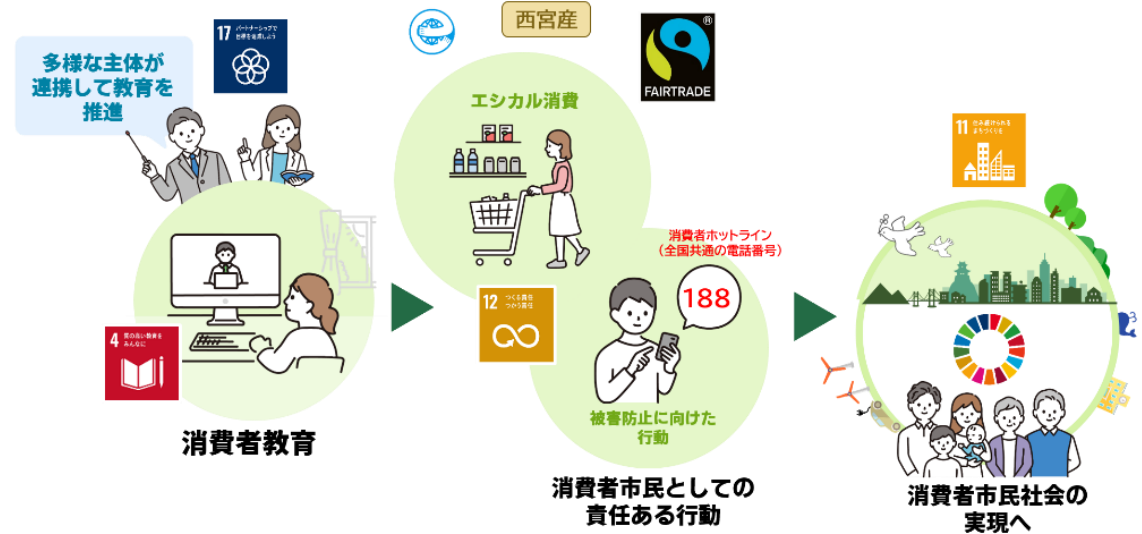 多様な主体が
連携して教育を
推進
17 パートナーシップで
目標を達成しよう
4 質の高い教育を
みんなに
消費者教育
西宮産
FAIRTRADE
®
エシカル消費
消費者ホットライン
（全国共通の電話番号）
188
12 つくる責任
つかう責任
被害防止に向けた
行動
消費者市民としての
責任ある行動
11 住み続けられる
まちづくりを
消費者市民社会の
実現へ